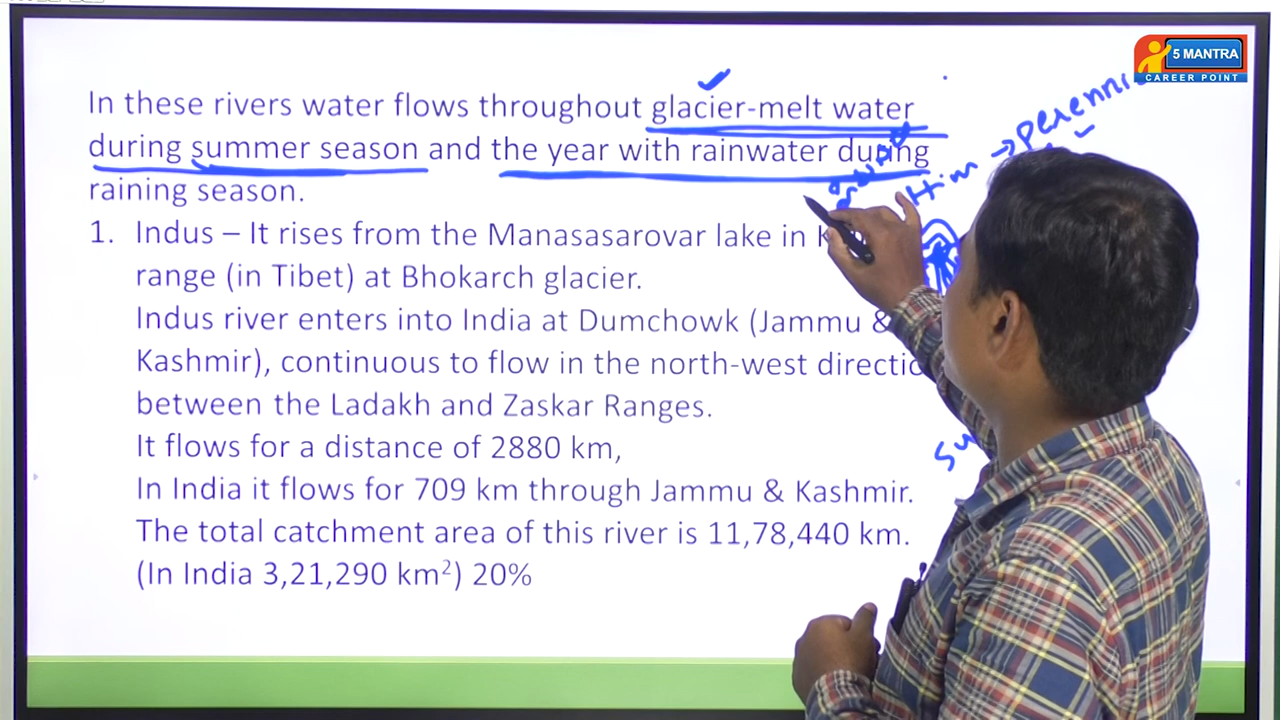 5 MANTRA
CAREER POINT
In these rivers water flows throughout glacier-melt water
during summer season and the year with rainwater during
raining season.
Him → perenni
1. Indus – It rises from the Manasasarovar lake in K
range (in Tibet) at Bhokarch glacier.
Indus river enters into India at Dumchowk (Jammu &
Kashmir), continuous to flow in the north-west directio
between the Ladakh and Zaskar Ranges.
It flows for a distance of 2880 km,
In India it flows for 709 km through Jammu & Kashmir.
The total catchment area of this river is 11,78,440 km.
(In India 3,21,290 km²) 20%